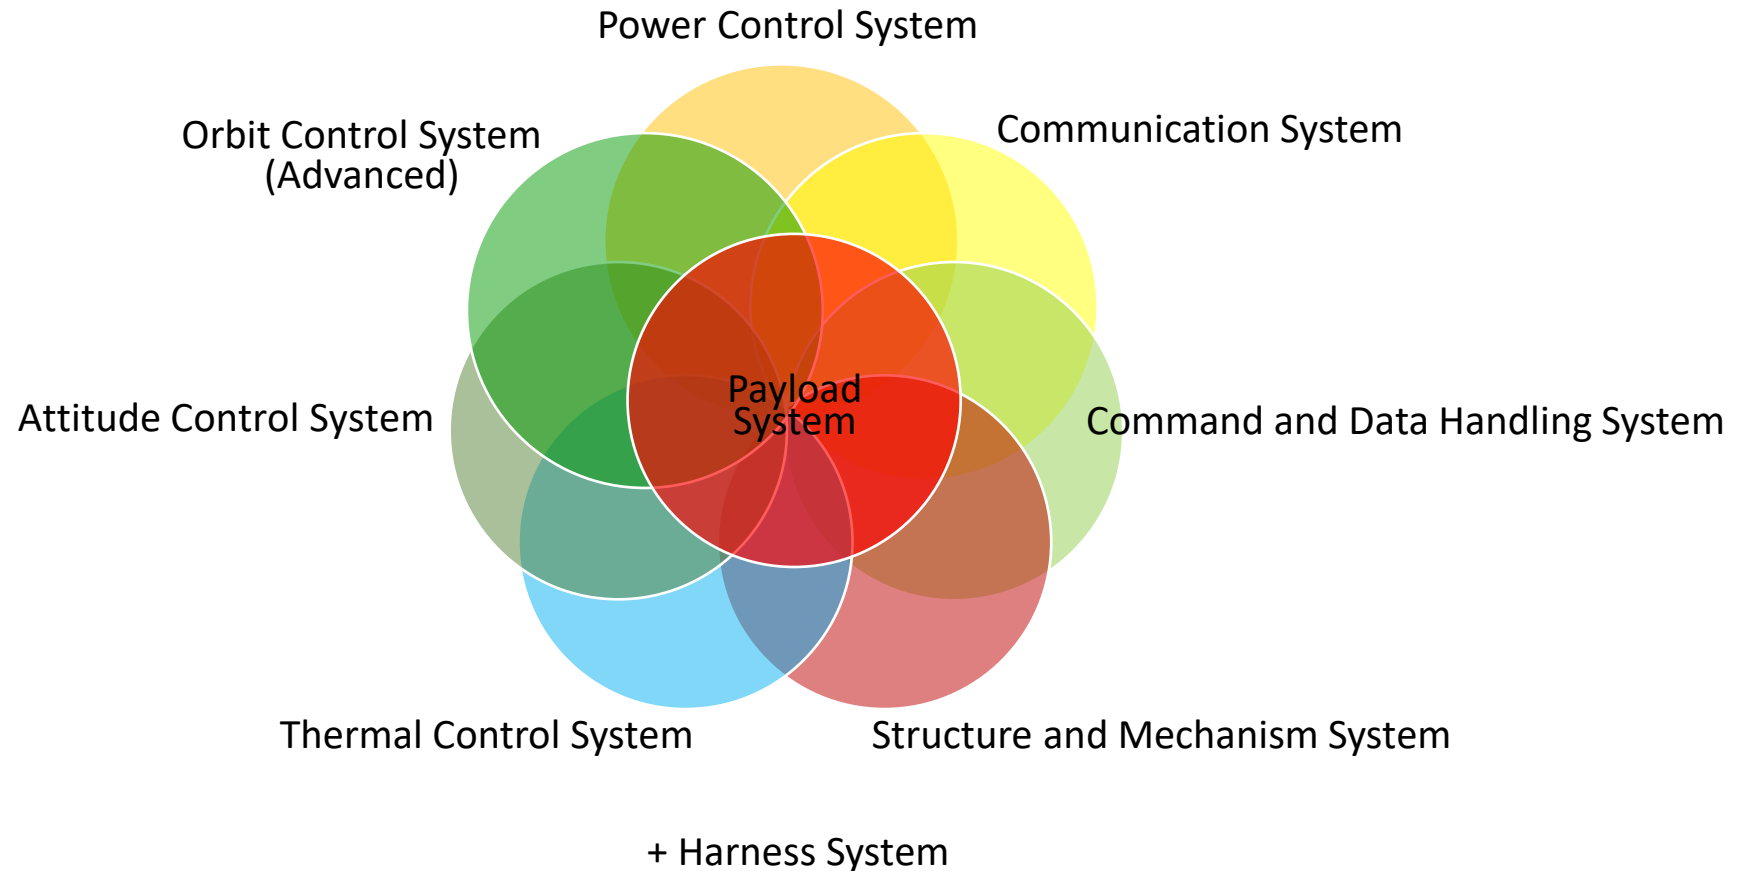 Power Control System
Orbit Control System
(Advanced)
Communication System
Payload
System
Attitude Control System
Command and Data Handling System
Thermal Control System
Structure and Mechanism System
+ Harness System